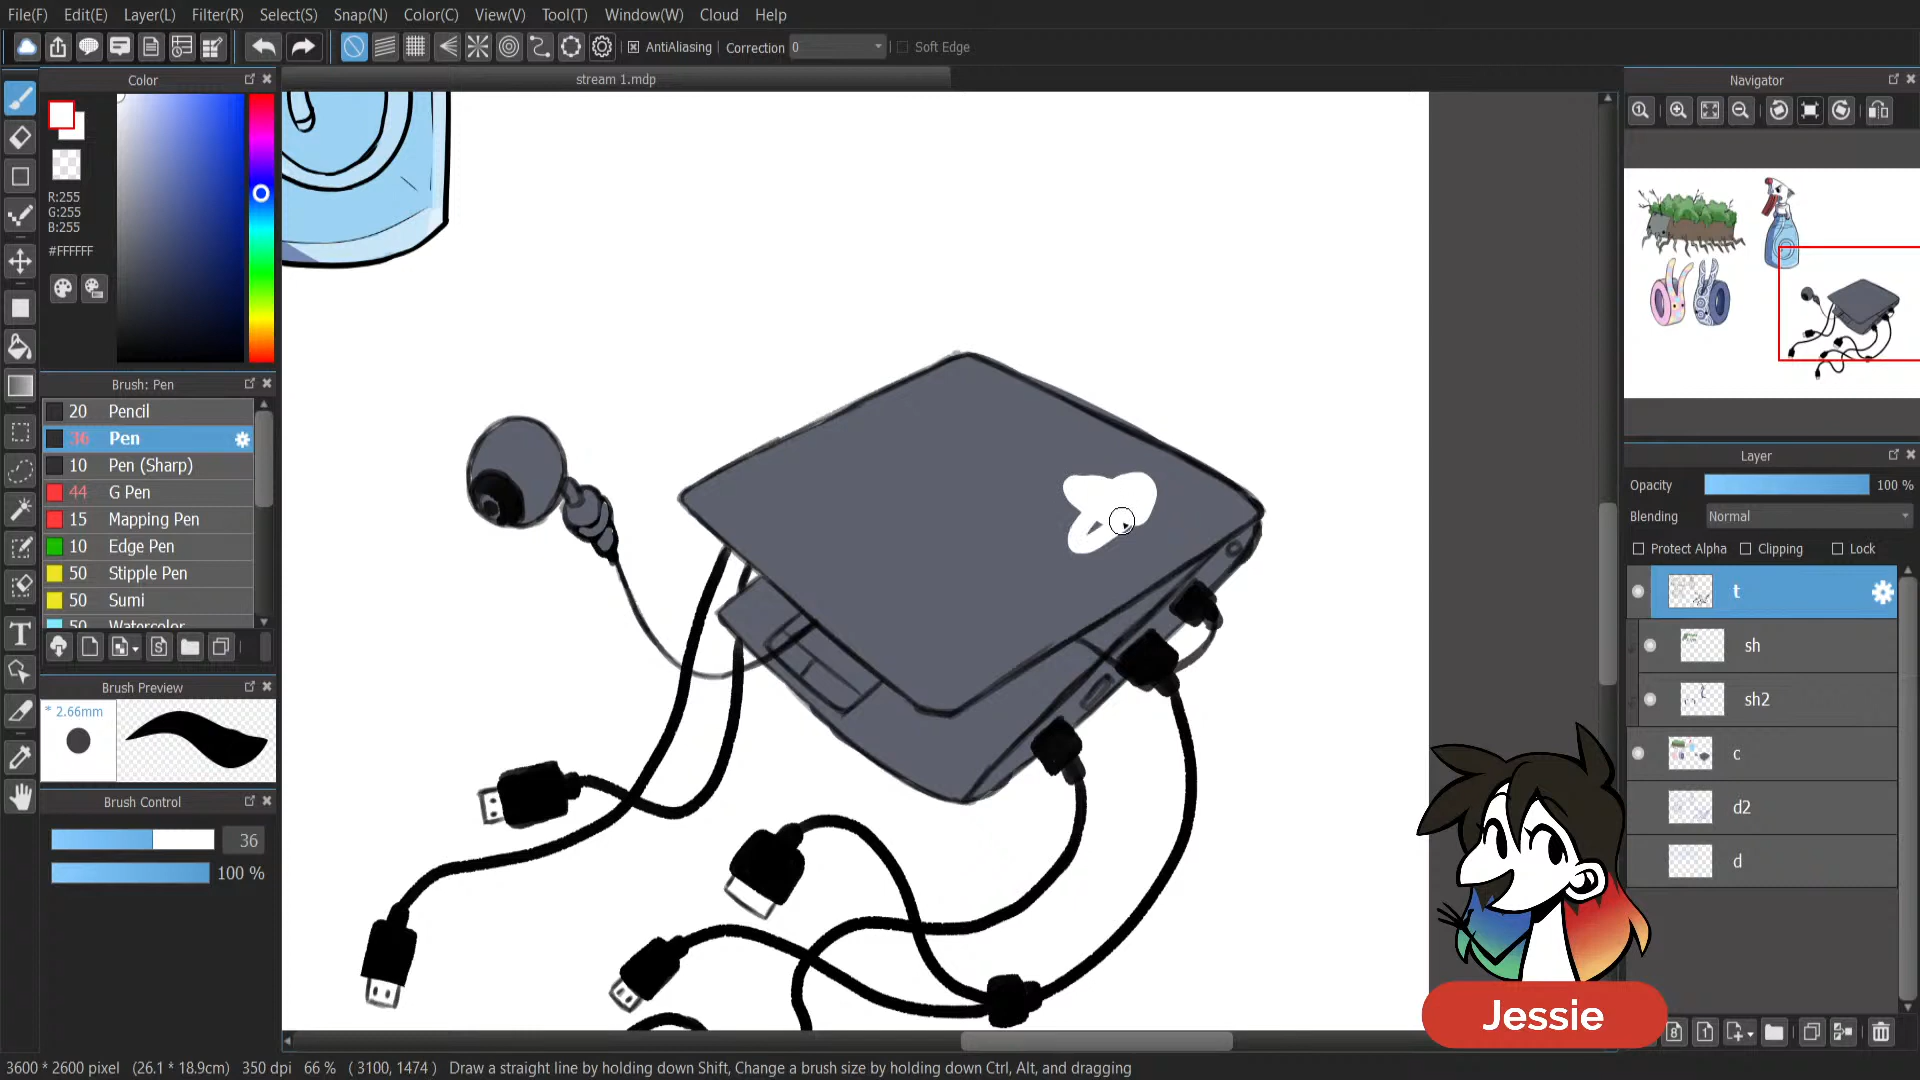 File(F) Edit(E) Layer(L) Filter(R) Select(S) Snap(N) Color(C) View(V) Tool(T) Window(W) Cloud Help
AntiAliasing Correction 0 Soft Edge
Color
stream 1.mdp
Navigator
R:255
G:255
B:255
#FFFFFF
Brush: Pen
20 Pencil
36 Pen
10 Pen (Sharp)
44 G Pen
15 Mapping Pen
10 Edge Pen
50 Stipple Pen
50 Sumi
50 Watercolor
Brush Preview
* 2.66mm
Brush Control
36
100 %
Layer
Opacity 100 %
Blending Normal
Protect Alpha Clipping Lock
t
sh
sh2
c
d2
d
Jessie
3600 * 2600 pixel (26.1 * 18.9cm) 350 dpi 66 % ( 3100, 1474 ) Draw a straight line by holding down Shift, Change a brush size by holding down Ctrl, Alt, and dragging